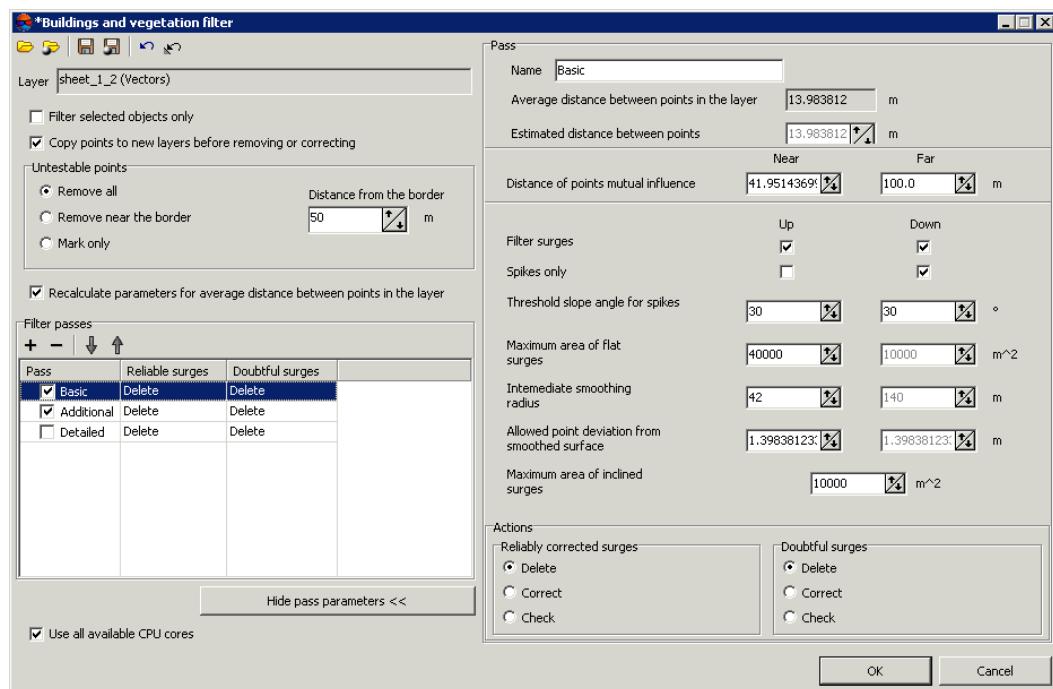 *Buildings and vegetation filter
Layer sheet_1_2 (Vectors)
Filter selected objects only
Copy points to new layers before removing or correcting
Untestable points
Remove all
Distance from the border
Remove near the border
50 m
Mark only
Recalculate parameters for average distance between points in the layer
Filter passes
Pass Reliable surges Doubtful surges
Basic Delete Delete
Additional Delete Delete
Detailed Delete Delete
Hide pass parameters <<
Use all available CPU cores
Pass
Name Basic
Average distance between points in the layer 13.983812 m
Estimated distance between points 13.983812 m
Near Far
Distance of points mutual influence 41.9514369 100.0 m
Up Down
Filter surges
Spikes only
Threshold slope angle for spikes 30 30 °
Maximum area of flat
surges 40000 10000 m^2
Intemediate smoothing
radius 42 140 m
Allowed point deviation from
smoothed surface 1.39838123 1.39838123 m
Maximum area of inclined
surges 10000 m^2
Actions
Reliably corrected surges Doubtful surges
Delete Delete
Correct Correct
Check Check
OK Cancel